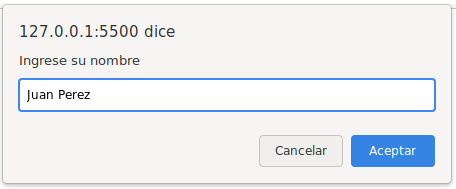 127.0.0.1:5500 dice
Ingrese su nombre
Juan Perez
Cancelar
Aceptar